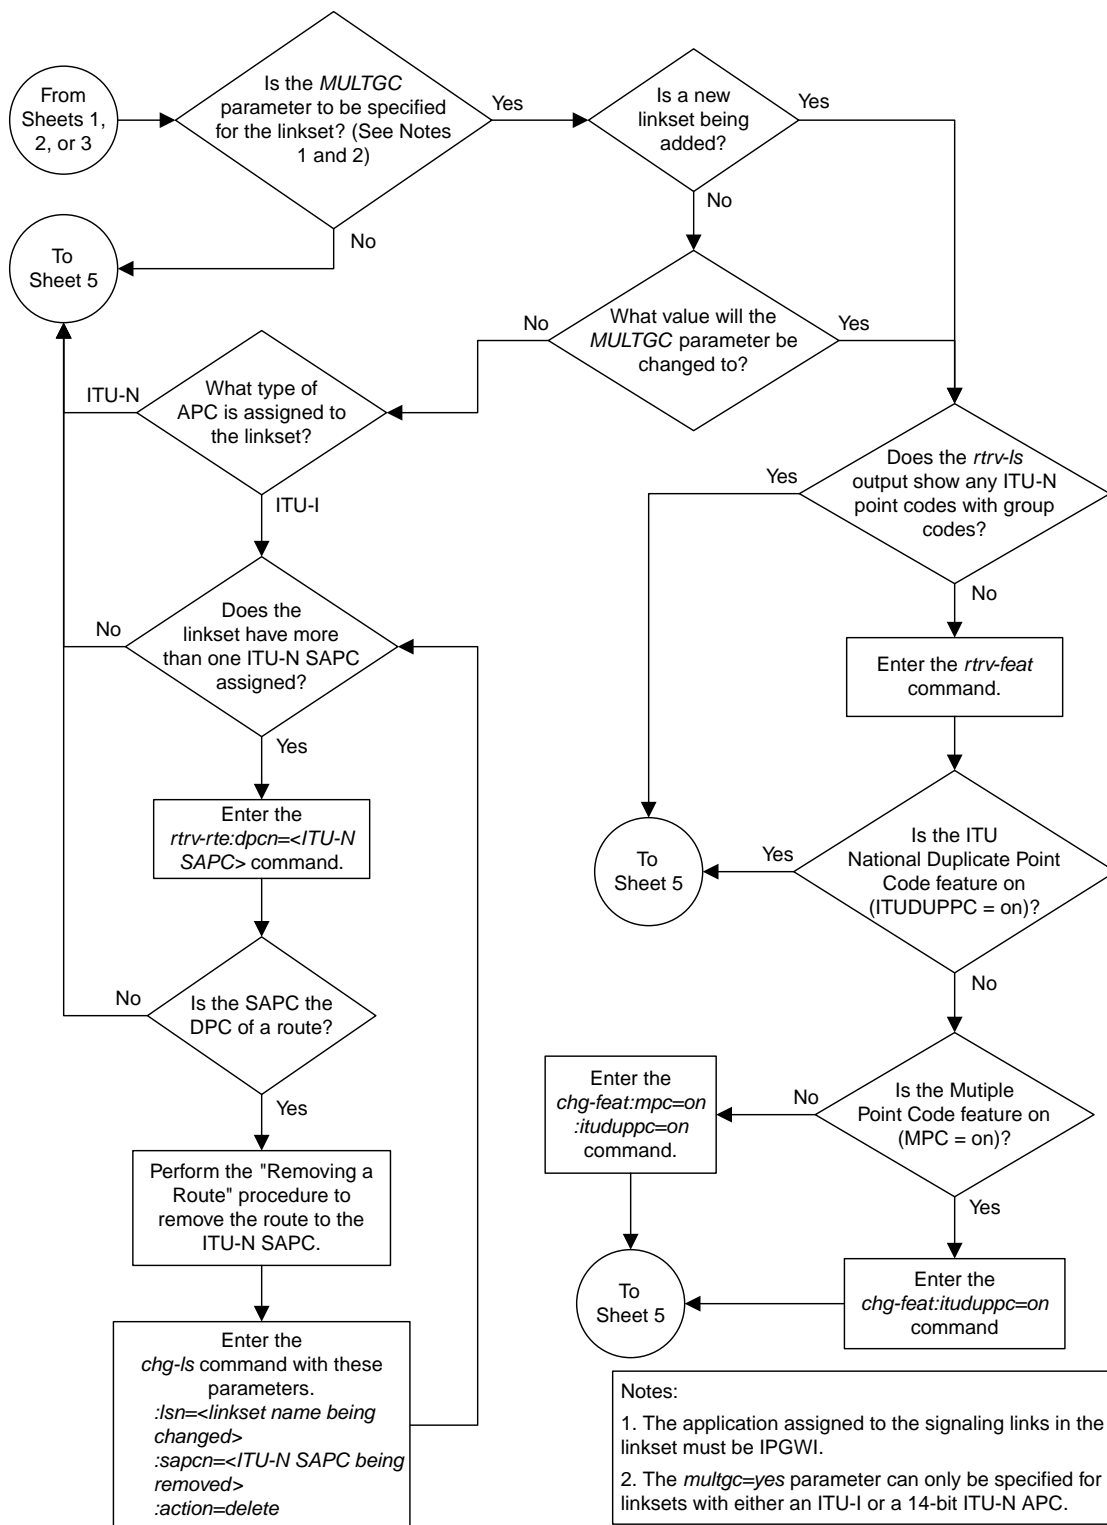 From
Sheets 1,
2, or 3
Is the MULTGC
parameter to be specified
for the linkset? (See Notes
1 and 2)
Yes
No
Is a new
linkset being
added?
Yes
No
To
Sheet 5
What value will the
MULTGC parameter be
changed to?
No
Yes
What type of
APC is assigned to
the linkset?
ITU-N
ITU-I
Does the rtrv-ls
output show any ITU-N
point codes with group
codes?
Yes
No
Does the
linkset have more
than one ITU-N SAPC
assigned?
No
Yes
Enter the rtrv-feat
command.
Enter the
rtrv-rte:dpcn=<ITU-N
SAPC> command.
Is the ITU
National Duplicate Point
Code feature on
(ITUDUPPC = on)?
Yes
No
To
Sheet 5
Is the SAPC the
DPC of a route?
No
Yes
Is the Mutiple
Point Code feature on
(MPC = on)?
No
Yes
Enter the
chg-feat:mpc=on
:ituduppc=on
command.
Perform the "Removing a
Route" procedure to
remove the route to the
ITU-N SAPC.
To
Sheet 5
Enter the
chg-feat:ituduppc=on
command
Enter the
chg-ls command with these
parameters.
:lsn=<linkset name being
changed>
:sapcn=<ITU-N SAPC being
removed>
:action=delete
Notes:
1. The application assigned to the signaling links in the
linkset must be IPGWI.
2. The multgc=yes parameter can only be specified for
linksets with either an ITU-I or a 14-bit ITU-N APC.